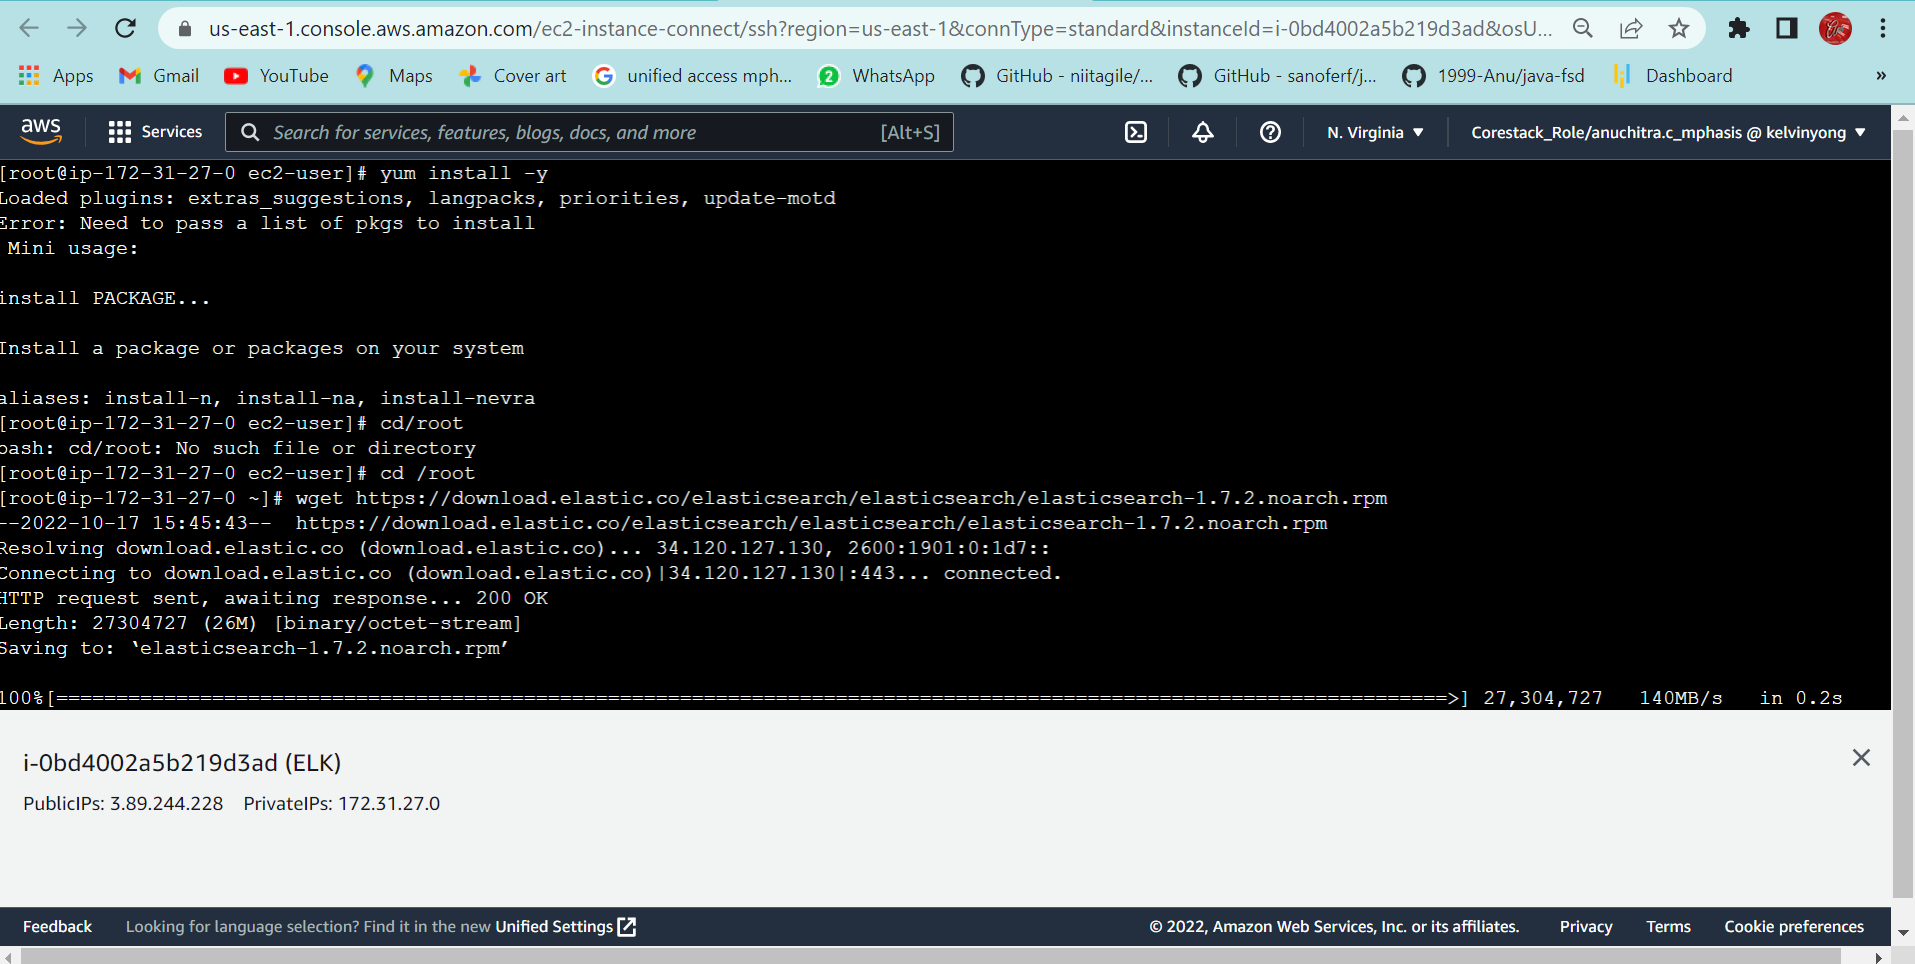 us-east-1.console.aws.amazon.com/ec2-instance-connect/ssh?region=us-east-1&connType=standard&instanceId=i-0bd4002a5b219d3ad&osU...
Apps Gmail YouTube Maps Cover art unified access mph... WhatsApp GitHub - niitagile/... GitHub - sanoferf/j... 1999-Anu/java-fsd Dashboard »
aws Services Search for services, features, blogs, docs, and more [Alt+S] N. Virginia ▼ Corestack_Role/anuchitra.c_mphasis @ kelvinyong ▼
[root@ip-172-31-27-0 ec2-user]# yum install -y
Loaded plugins: extras_suggestions, langpacks, priorities, update-motd
Error: Need to pass a list of pkgs to install
Mini usage:
install PACKAGE...
Install a package or packages on your system
aliases: install-n, install-na, install-nevra
[root@ip-172-31-27-0 ec2-user]# cd/root
bash: cd/root: No such file or directory
[root@ip-172-31-27-0 ec2-user]# cd /root
[root@ip-172-31-27-0 ~]# wget https://download.elastic.co/elasticsearch/elasticsearch/elasticsearch-1.7.2.noarch.rpm
--2022-10-17 15:45:43-- https://download.elastic.co/elasticsearch/elasticsearch/elasticsearch-1.7.2.noarch.rpm
Resolving download.elastic.co (download.elastic.co)... 34.120.127.130, 2600:1901:0:1d7::
Connecting to download.elastic.co (download.elastic.co)|34.120.127.130|:443... connected.
HTTP request sent, awaiting response... 200 OK
Length: 27304727 (26M) [binary/octet-stream]
Saving to: ‘elasticsearch-1.7.2.noarch.rpm’
100%[====================================================================================================================>] 27,304,727 140MB/s in 0.2s
i-0bd4002a5b219d3ad (ELK)
PublicIPs: 3.89.244.228 PrivateIPs: 172.31.27.0
Feedback Looking for language selection? Find it in the new Unified Settings © 2022, Amazon Web Services, Inc. or its affiliates. Privacy Terms Cookie preferences